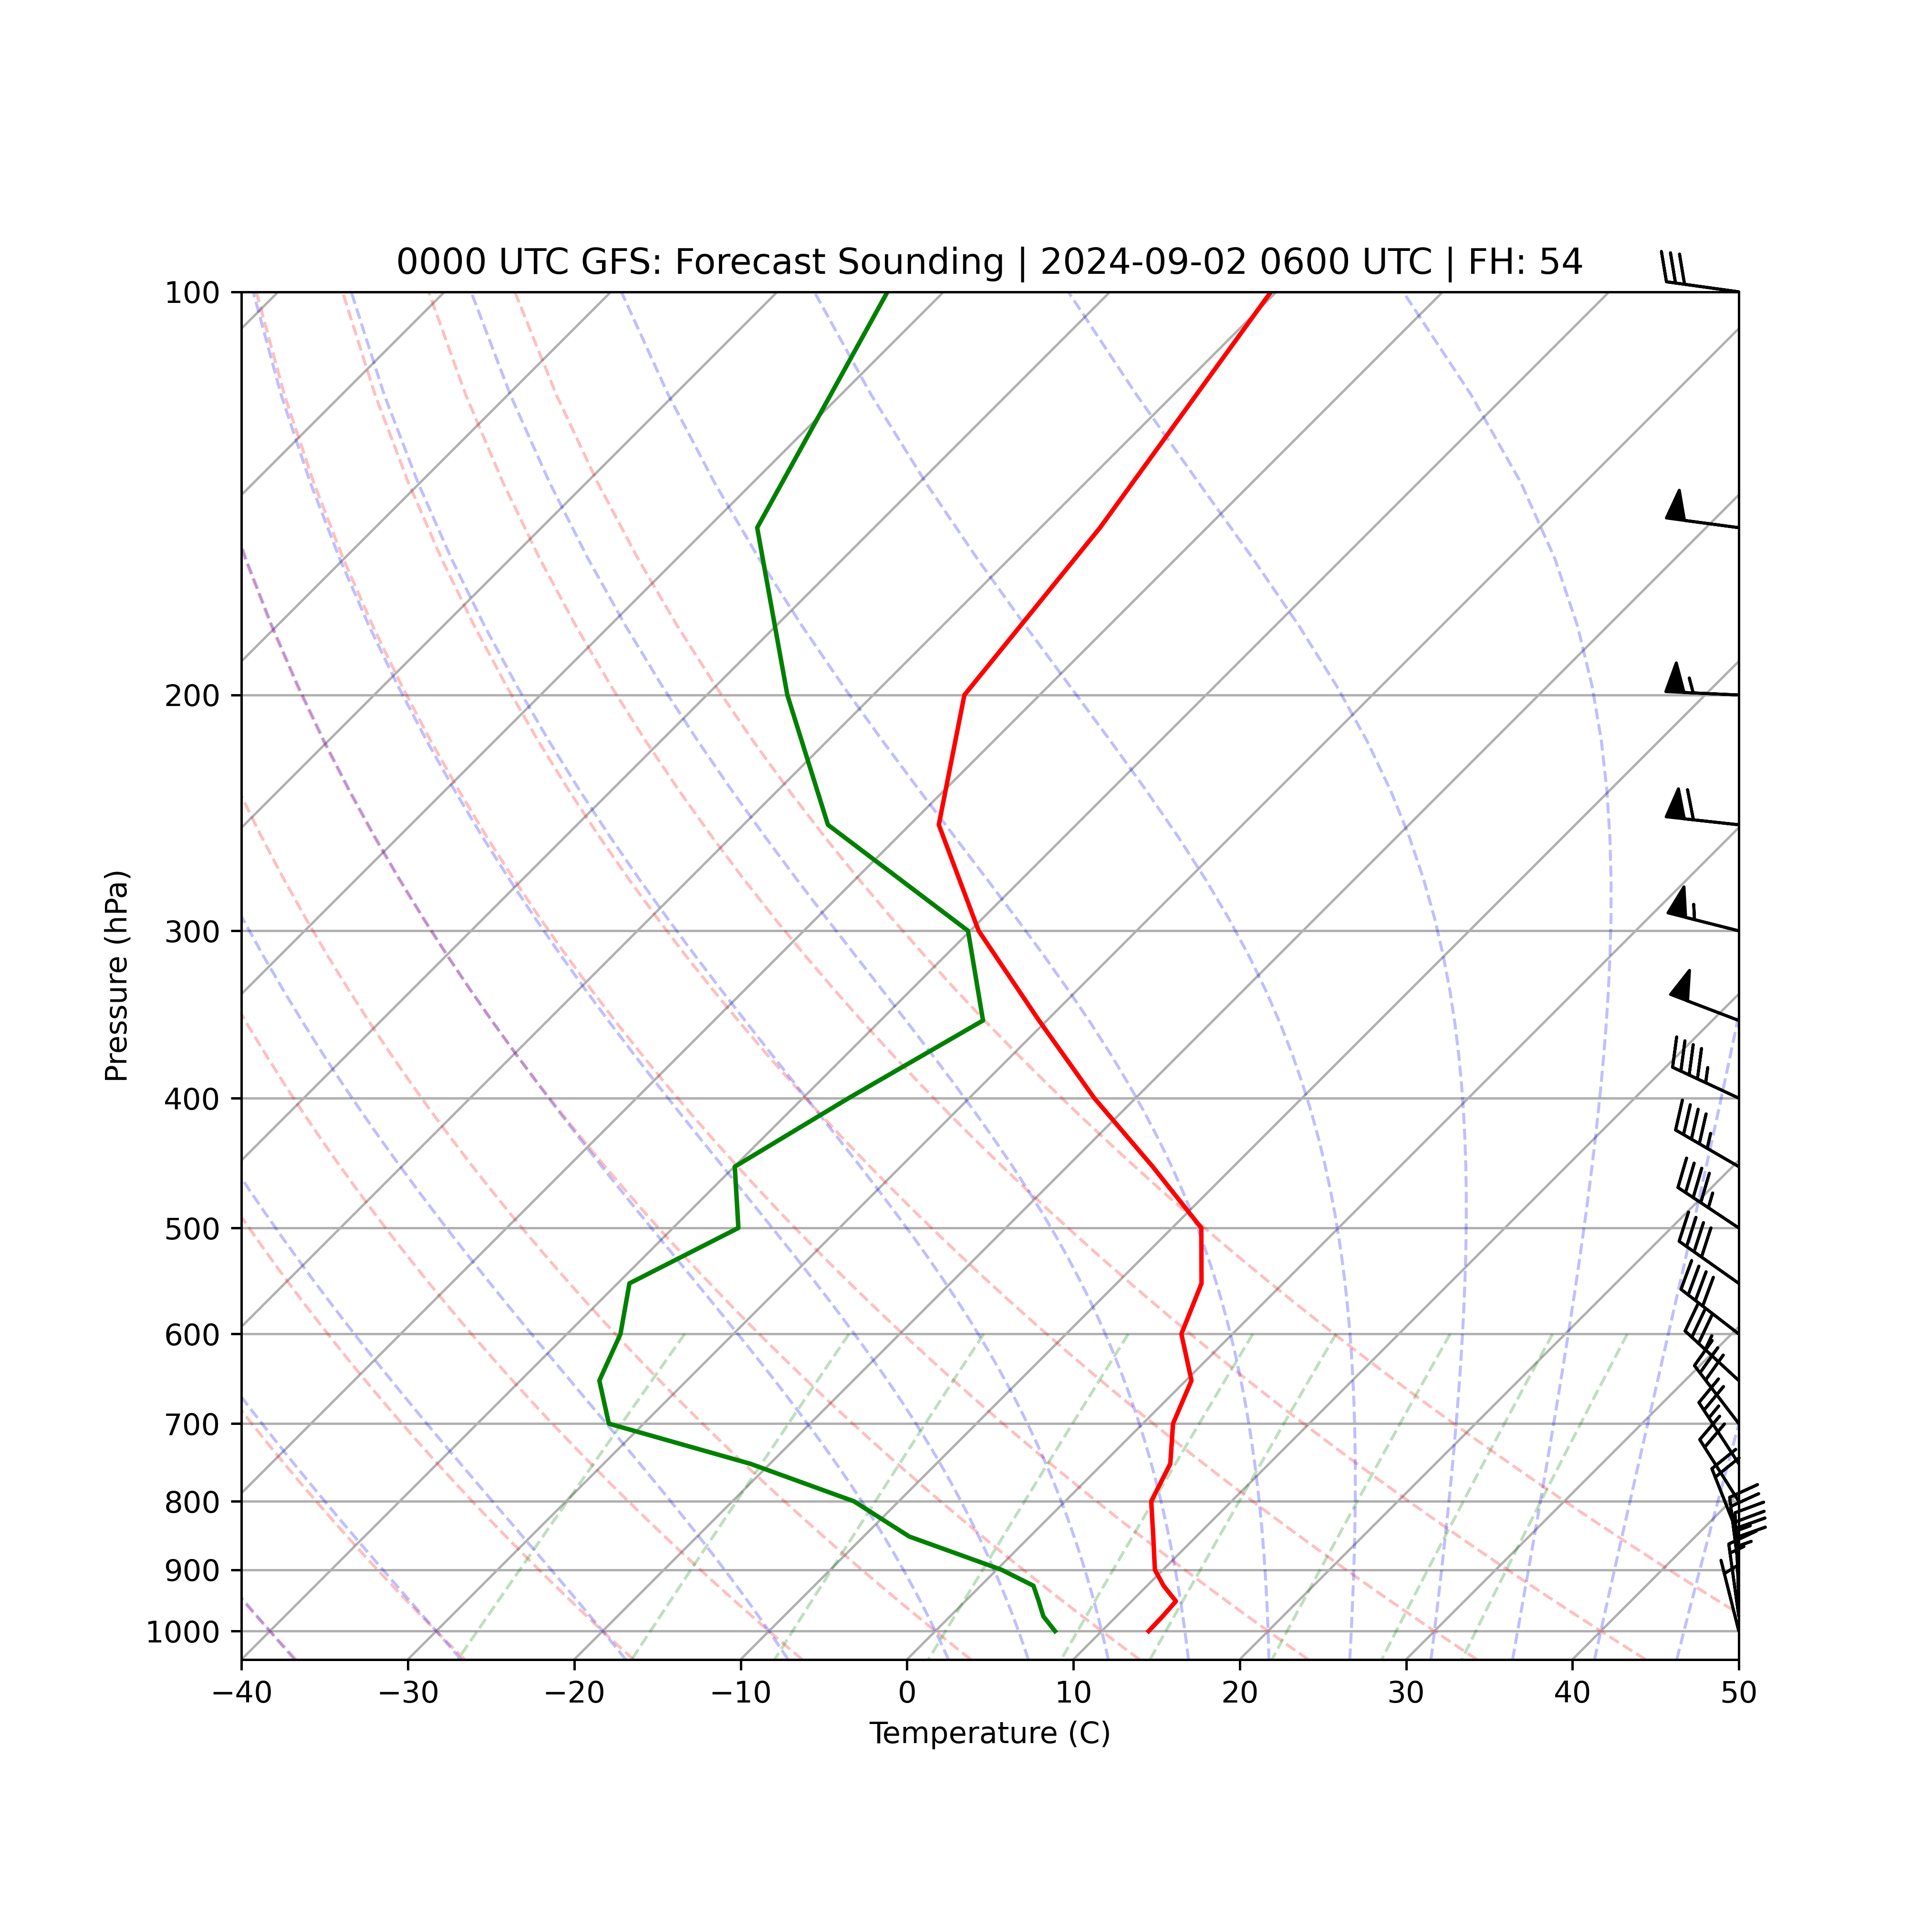 0000 UTC GFS: Forecast Sounding | 2024-09-02 0600 UTC | FH: 54
100
200
300
400
500
600
700
800
900
1000
Pressure (hPa)
−40 −30 −20 −10 0 10 20 30 40 50
Temperature (C)